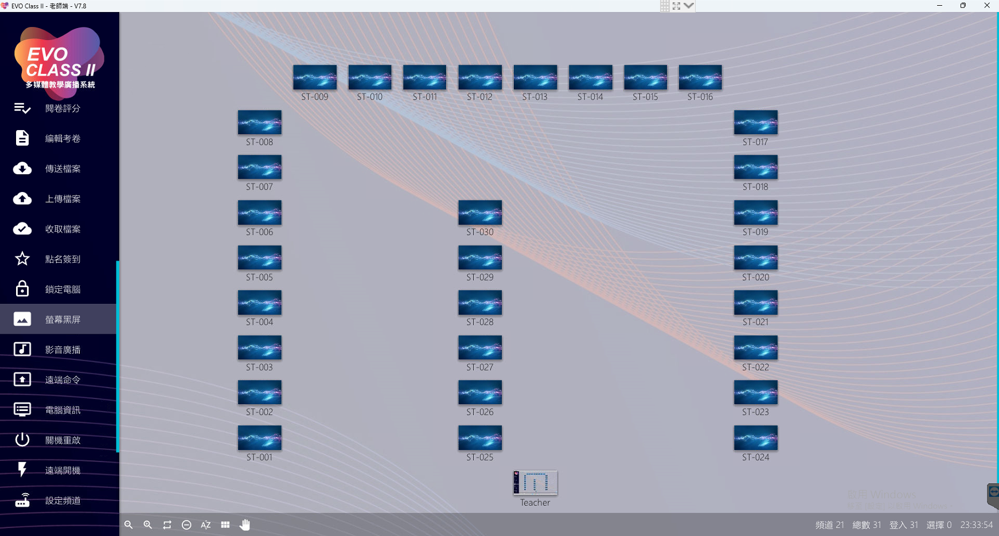 EVO Class II - 老師端 - V7.8
EVO
CLASS II
多媒體教學廣播系統
閱卷評分
編輯考卷
傳送檔案
上傳檔案
收取檔案
點名簽到
鎖定電腦
螢幕黑屏
影音廣播
遠端命令
電腦資訊
關機重啟
遠端開機
設定頻道
ST-009 ST-010 ST-011 ST-012 ST-013 ST-014 ST-015 ST-016
ST-008 ST-017
ST-007 ST-018
ST-006 ST-030 ST-019
ST-005 ST-029 ST-020
ST-004 ST-028 ST-021
ST-003 ST-027 ST-022
ST-002 ST-026 ST-023
ST-001 ST-025 ST-024
Teacher
啟用 Windows
AZ
頻道 21 總數 31 登入 31 選擇 0 23:33:54